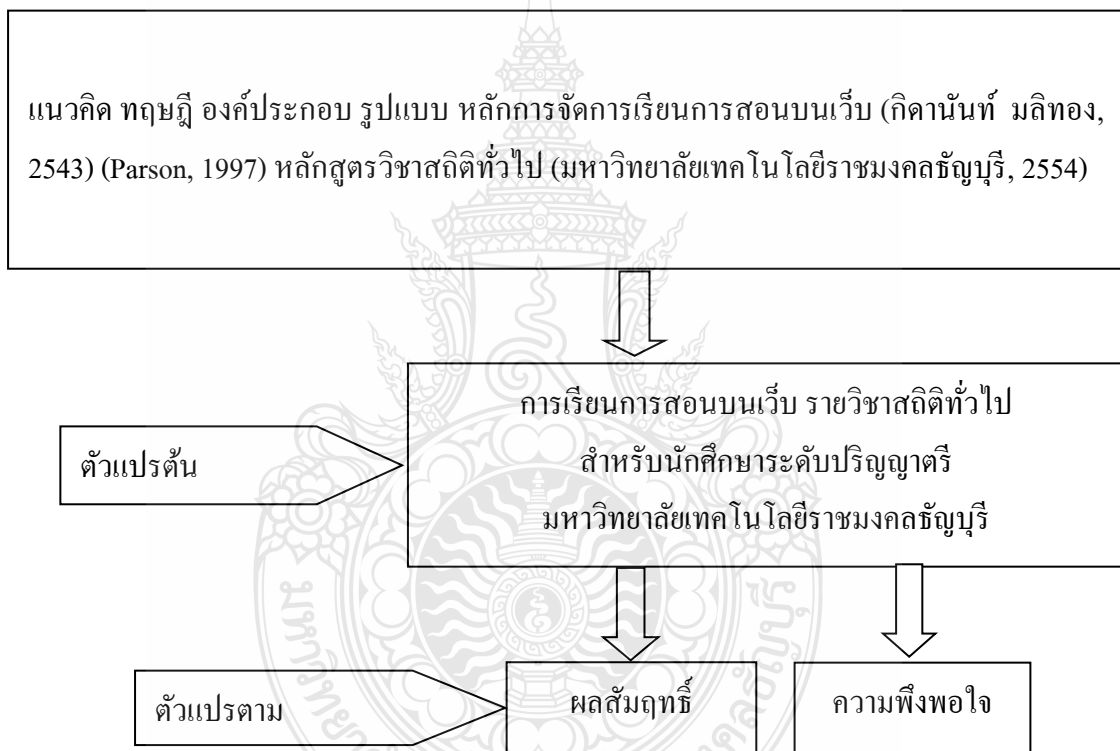 แนวคิด ทฤษฎี องค์ประกอบ รูปแบบ หลักการจัดการเรียนการสอนบนเว็บ (กิดานันท์ มลิทอง,
2543) (Parson, 1997) หลักสูตรวิชาสถิติทั่วไป (มหาวิทยาลัยเทคโนโลยีราชมงคลธัญบุรี, 2554)
การเรียนการสอนบนเว็บ รายวิชาสถิติทั่วไป
ตัวแปรต้น
สำหรับนักศึกษาระดับปริญญาตรี
มหาวิทยาลัยเทคโนโลยีราชมงคลธัญบุรี
ตัวแปรตาม
ผลสัมฤทธิ์
ความพึงพอใจ